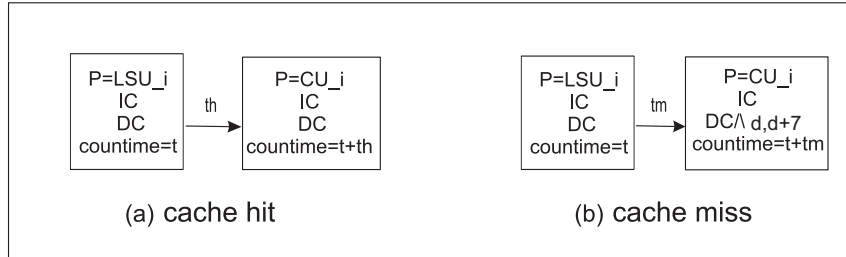 P=LSU_i
IC
DC
countime=t
th
P=CU_i
IC
DC
countime=t+th
(a) cache hit
P=LSU_i
IC
DC
countime=t
tm
P=CU_i
IC
DC/\ d,d+7
countime=t+tm
(b) cache miss